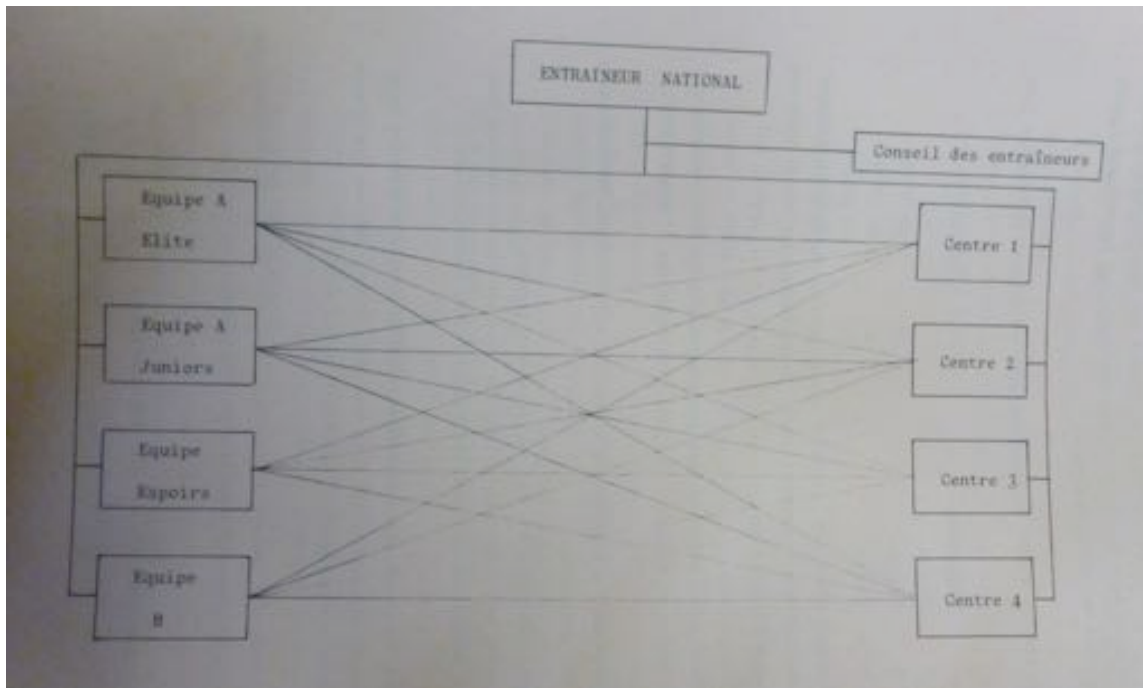 ENTRAÎNEUR NATIONAL
Conseil des entraîneurs
Equipe A
Elite
Centre 1
Equipe A
Juniors
Centre 2
Equipe
Espoirs
Centre 3
Equipe
B
Centre 4